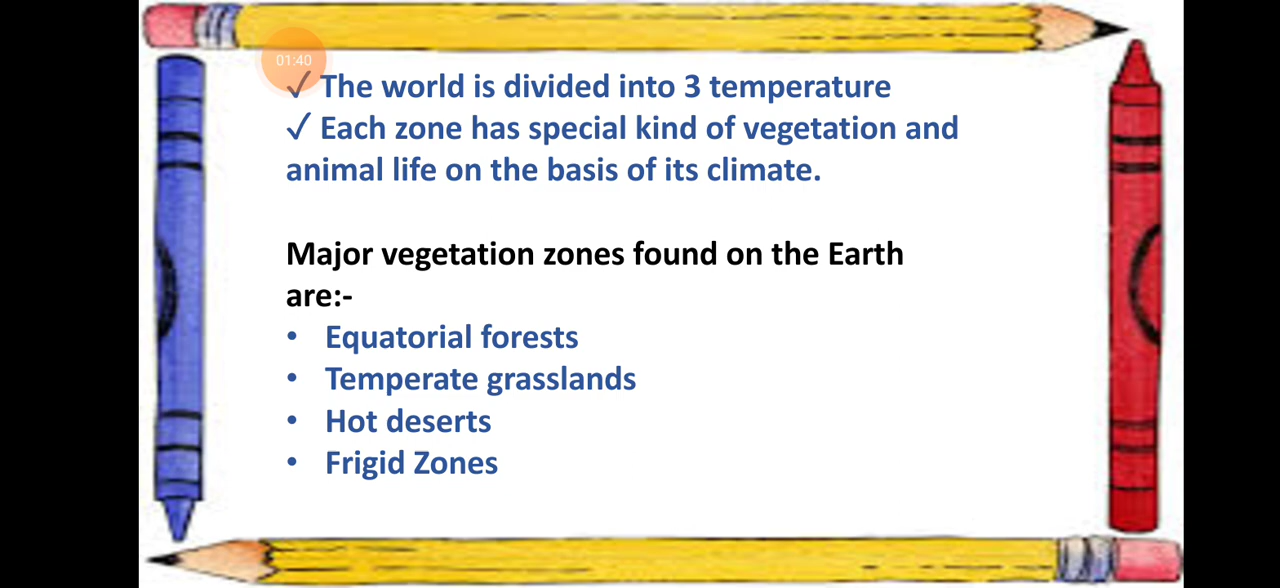 01:40
✓ The world is divided into 3 temperature
✓ Each zone has special kind of vegetation and
animal life on the basis of its climate.
Major vegetation zones found on the Earth
are:-
• Equatorial forests
• Temperate grasslands
• Hot deserts
• Frigid Zones